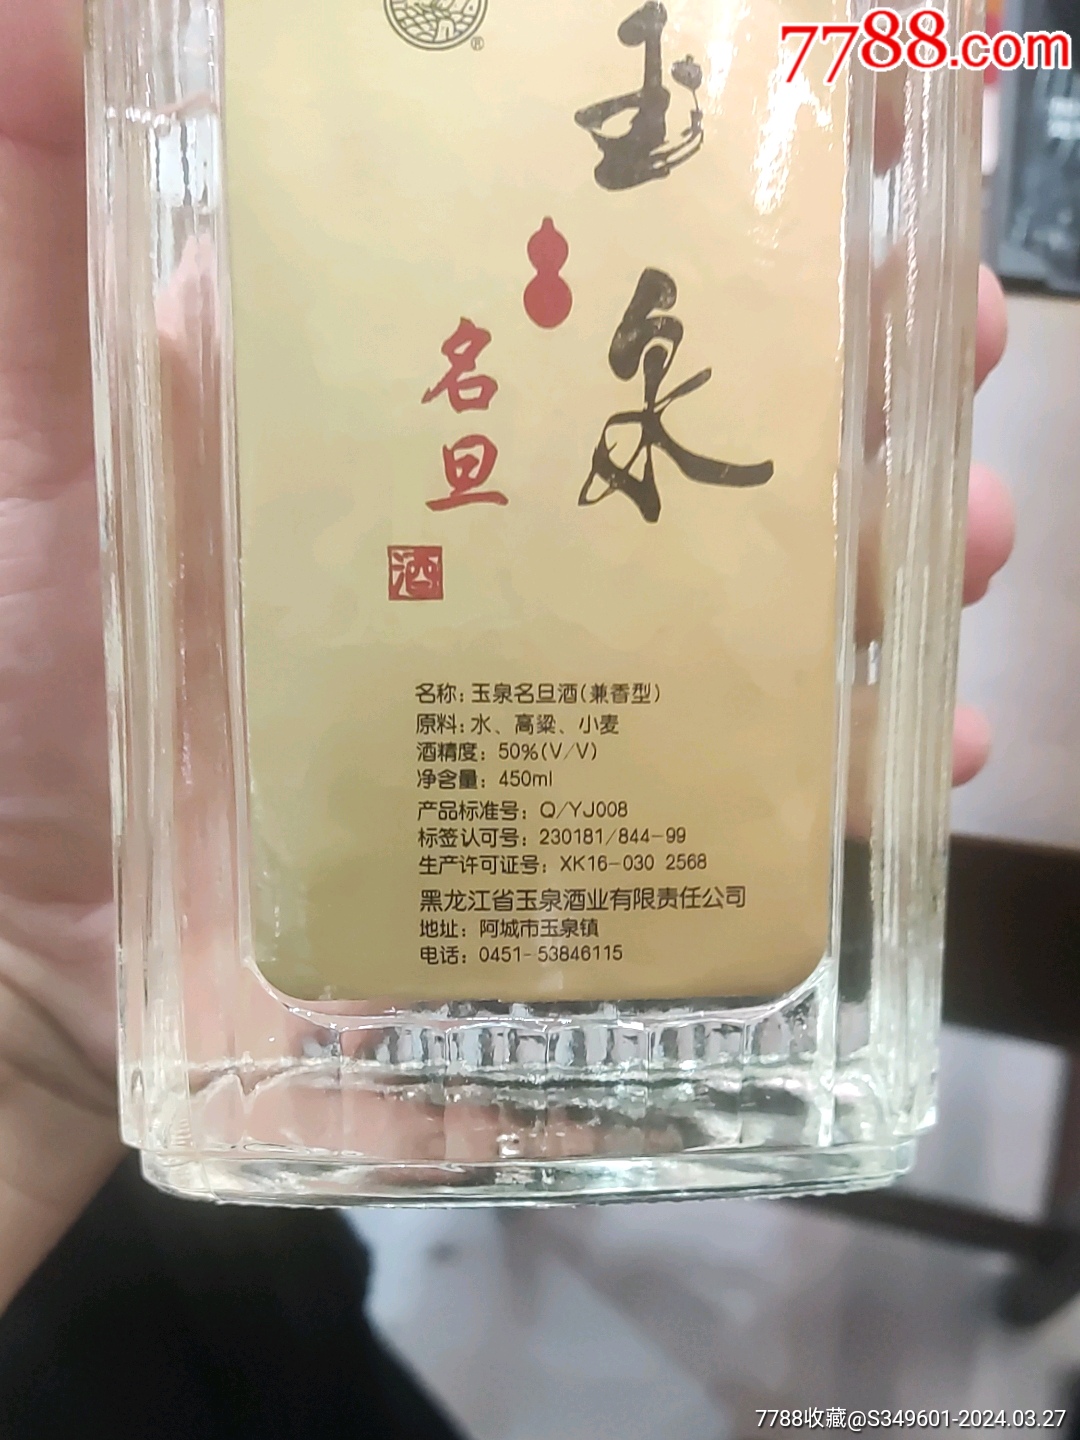 7788.com
®
玉泉
名旦
酒
名称: 玉泉名旦酒(兼香型)
原料: 水、高粱、小麦
酒精度: 50%(V/V)
净含量: 450ml
产品标准号: Q/YJ008
标签认可号: 230181/844-99
生产许可证号: XK16-030 2568
黑龙江省玉泉酒业有限责任公司
地址: 阿城市玉泉镇
电话: 0451-53846115
7788收藏@S349601-2024.03.27